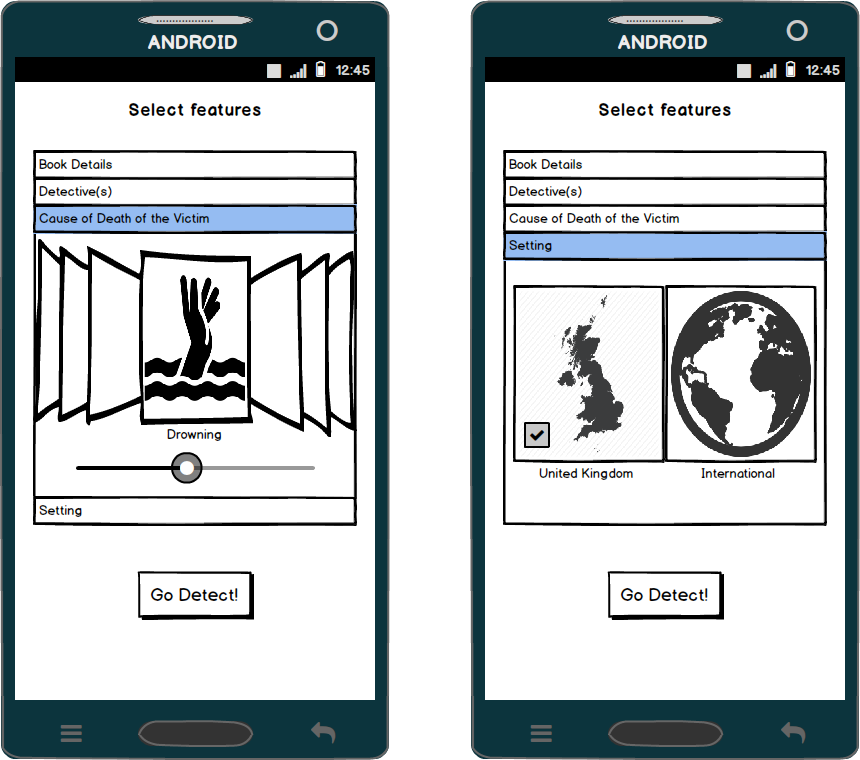 ANDROID
12:45
Select features
Book Details
Detective(s)
Cause of Death of the Victim
Drowning
Setting
Go Detect!
ANDROID
12:45
Select features
Book Details
Detective(s)
Cause of Death of the Victim
Setting
United Kingdom
International
Go Detect!